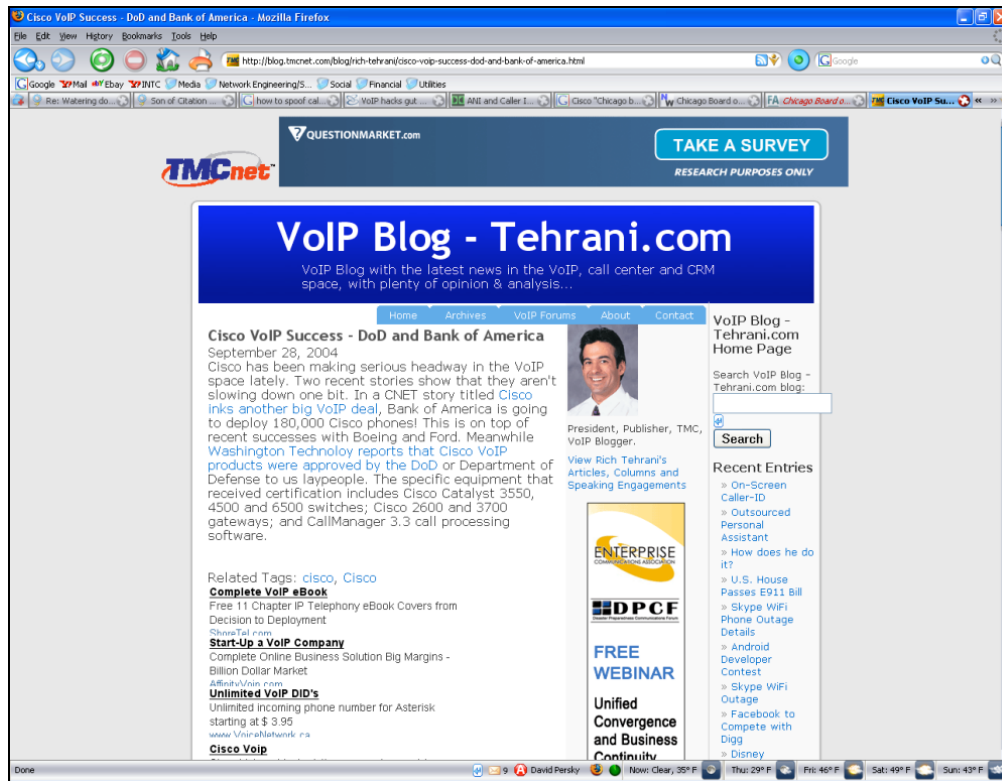 Cisco VoIP Success - DoD and Bank of America - Mozilla Firefox
File Edit View History Bookmarks Tools Help
http://blog.tmcnet.com/blog/rich-tehrani/cisco-voip-success-dod-and-bank-of-america.html
Google
Google Mail Ebay INTC Media Network Engineering/S... Social Financial Utilities
Re: Watering do... Son of Citation ... how to spoof cal... VoIP hacks gut ... ANI and Caller I... Cisco "Chicago b... Chicago Board o... Chicago Board o... Cisco VoIP Su...
QUESTIONMARKET.com
TAKE A SURVEY
RESEARCH PURPOSES ONLY
TMCnet
VoIP Blog - Tehrani.com
VoIP Blog with the latest news in the VoIP, call center and CRM
space, with plenty of opinion & analysis...
Home Archives VoIP Forums About Contact
Cisco VoIP Success - DoD and Bank of America
September 28, 2004
Cisco has been making serious headway in the VoIP
space lately. Two recent stories show that they aren't
slowing down one bit. In a CNET story titled Cisco
inks another big VoIP deal, Bank of America is going
to deploy 180,000 Cisco phones! This is on top of
recent successes with Boeing and Ford. Meanwhile
Washington Technoloy reports that Cisco VoIP
products were approved by the DoD or Department of
Defense to us laypeople. The specific equipment that
received certification includes Cisco Catalyst 3550,
4500 and 6500 switches; Cisco 2600 and 3700
gateways; and CallManager 3.3 call processing
software.
Related Tags: cisco, Cisco
Complete VoIP eBook
Free 11 Chapter IP Telephony eBook Covers from
Decision to Deployment
ShoreTel.com
Start-Up a VoIP Company
Complete Online Business Solution Big Margins -
Billion Dollar Market
AffinityVoip.com
Unlimited VoIP DID's
Unlimited incoming phone number for Asterisk
starting at $ 3.95
www.VoiceNetwork.ca
Cisco Voip
President, Publisher, TMC,
VoIP Blogger.
View Rich Tehrani's
Articles, Columns and
Speaking Engagements
ENTERPRISE
COMMUNICATIONS ASSOCIATION
DPCF
Disaster Preparedness Communications Forum
FREE
WEBINAR
Unified
Convergence
and Business
Continuity
VoIP Blog -
Tehrani.com
Home Page
Search VoIP Blog -
Tehrani.com blog:
Search
Recent Entries
» On-Screen
Caller-ID
» Outsourced
Personal
Assistant
» How does he do
it?
» U.S. House
Passes E911 Bill
» Skype WiFi
Phone Outage
Details
» Android
Developer
Contest
» Skype WiFi
Outage
» Facebook to
Compete with
Digg
» Disney
Done 9 David Persky Now: Clear, 35° F Thu: 29° F Fri: 46° F Sat: 49° F Sun: 43° F